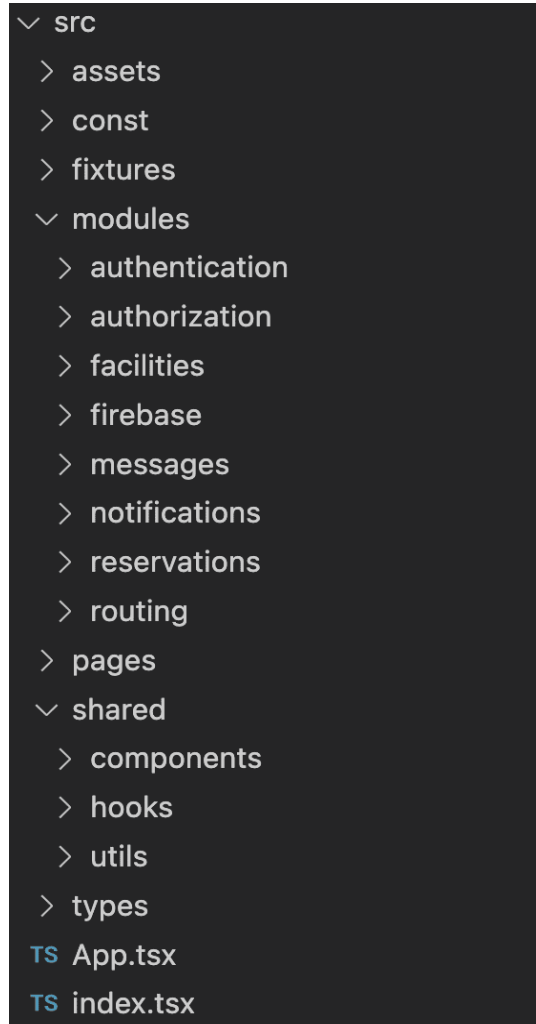 src
assets
const
fixtures
modules
authentication
authorization
facilities
firebase
messages
notifications
reservations
routing
pages
shared
components
hooks
utils
types
TS App.tsx
TS index.tsx